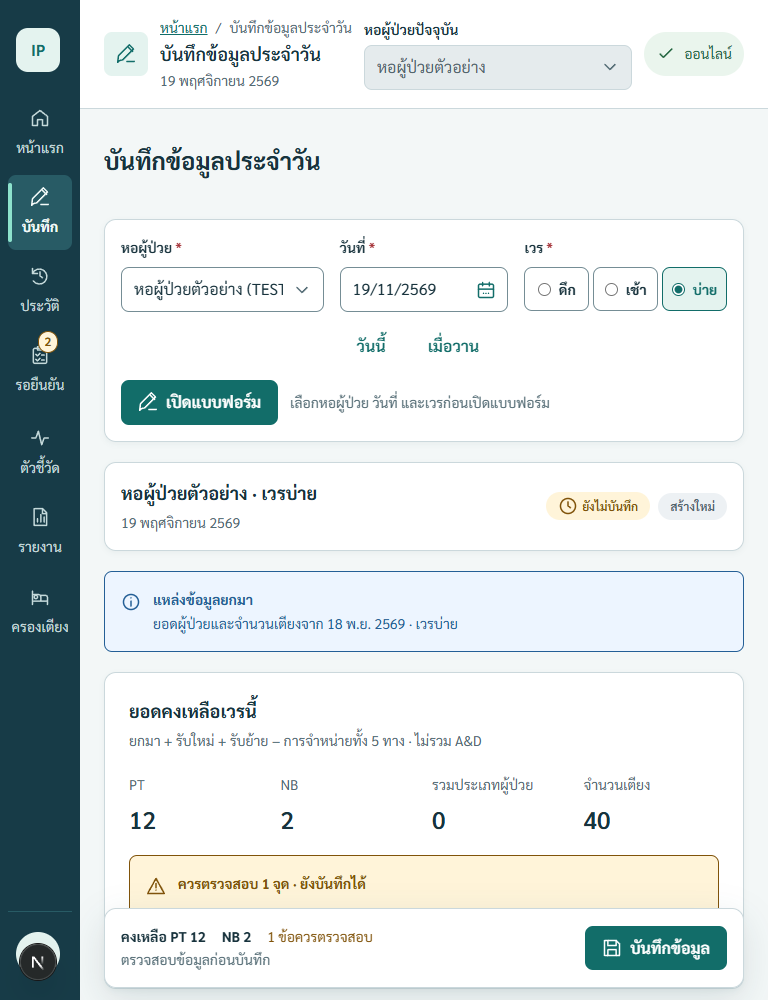 IP
หน้าแรก
บันทึก
ประวัติ
2
รอยืนยัน
ตัวชี้วัด
รายงาน
ครองเตียง
N
หน้าแรก / บันทึกข้อมูลประจำวัน
บันทึกข้อมูลประจำวัน
19 พฤศจิกายน 2569
หอผู้ป่วยปัจจุบัน
หอผู้ป่วยตัวอย่าง
ออนไลน์
บันทึกข้อมูลประจำวัน
หอผู้ป่วย * วันที่ * เวร *
หอผู้ป่วยตัวอย่าง (TEST 19/11/2569 ดึก เช้า บ่าย
วันนี้ เมื่อวาน
เปิดแบบฟอร์ม เลือกหอผู้ป่วย วันที่ และเวรก่อนเปิดแบบฟอร์ม
หอผู้ป่วยตัวอย่าง · เวรบ่าย
19 พฤศจิกายน 2569
ยังไม่บันทึก สร้างใหม่
แหล่งข้อมูลยกมา
ยอดผู้ป่วยและจำนวนเตียงจาก 18 พ.ย. 2569 · เวรบ่าย
ยอดคงเหลือเวรนี้
ยกมา + รับใหม่ + รับย้าย − การจำหน่ายทั้ง 5 ทาง · ไม่รวม A&D
PT NB รวมประเภทผู้ป่วย จำนวนเตียง
12 2 0 40
ควรตรวจสอบ 1 จุด · ยังบันทึกได้
คงเหลือ PT 12 NB 2 1 ข้อควรตรวจสอบ
ตรวจสอบข้อมูลก่อนบันทึก
บันทึกข้อมูล